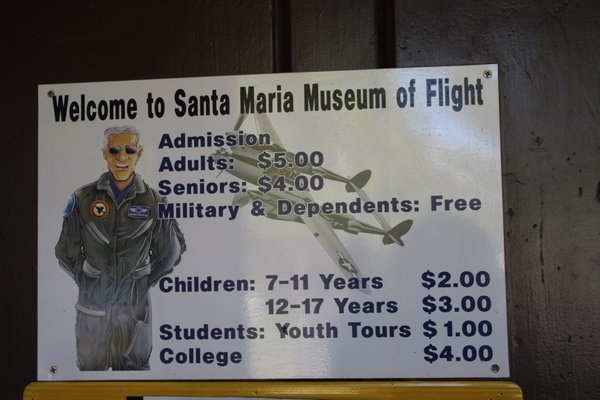 Welcome to Santa Maria Museum of Flight
Admission
Adults: $5.00
Seniors: $4.00
Military & Dependents: Free
Children: 7-11 Years $2.00
12-17 Years $3.00
Students: Youth Tours $1.00
College $4.00